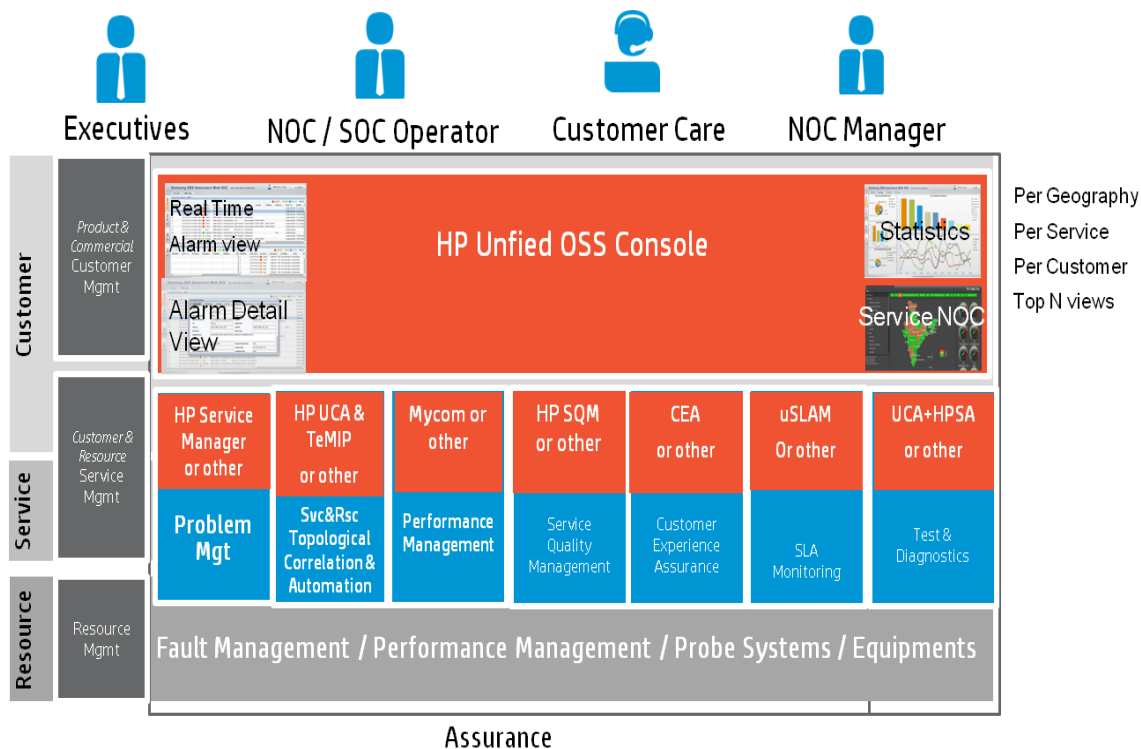 Executives
NOC / SOC Operator
Customer Care
NOC Manager
Customer
Service
Resource
Product &
Commercial
Customer
Mgmt
Customer &
Resource
Service
Mgmt
Resource
Mgmt
Real Time
Alarm view
Alarm Detail
View
HP Unfied OSS Console
Statistics
Service NOC
Per Geography
Per Service
Per Customer
Top N views
HP Service
Manager
or other
Problem
Mgt
HP UCA &
TeMIP
or other
Svc&Rsc
Topological
Correlation &
Automation
Mycom or
other
Performance
Management
HP SQM
or other
Service
Quality
Management
CEA
or other
Customer
Experience
Assurance
uSLAM
Or other
SLA
Monitoring
UCA+HPSA
or other
Test &
Diagnostics
Fault Management / Performance Management / Probe Systems / Equipments
Assurance